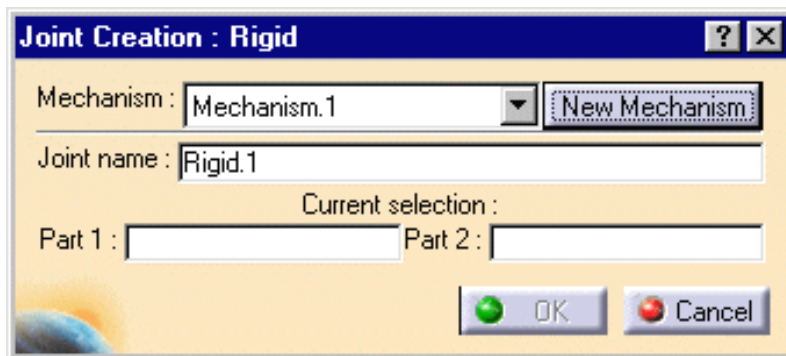 Joint Creation : Rigid
Mechanism : Mechanism.1 New Mechanism
Joint name : Rigid.1
Current selection :
Part 1 : Part 2 :
OK Cancel